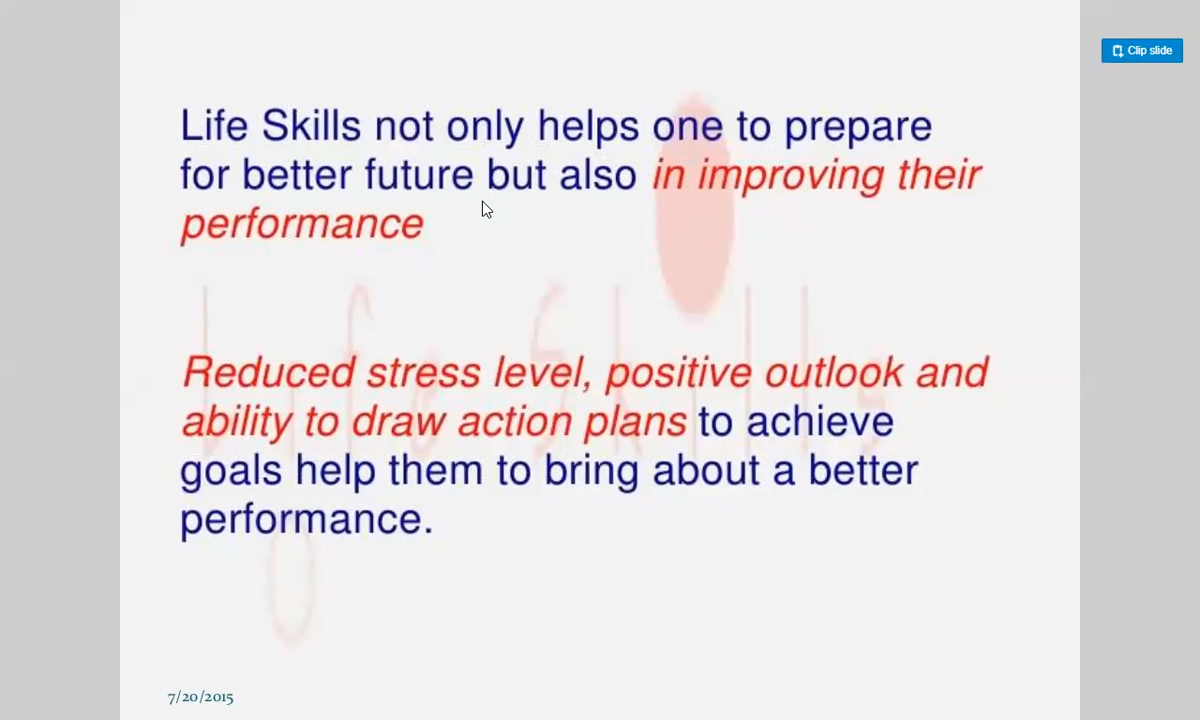 Clip slide
Life Skills not only helps one to prepare
for better future but also in improving their
performance
life Skills
Reduced stress level, positive outlook and
ability to draw action plans to achieve
goals help them to bring about a better
performance.
7/20/2015